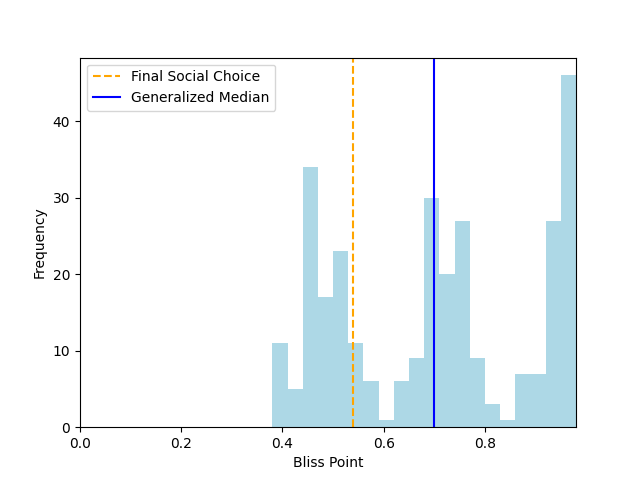 Final Social Choice
Generalized Median
Frequency
40
30
20
10
0
0.0 0.2 0.4 0.6 0.8
Bliss Point